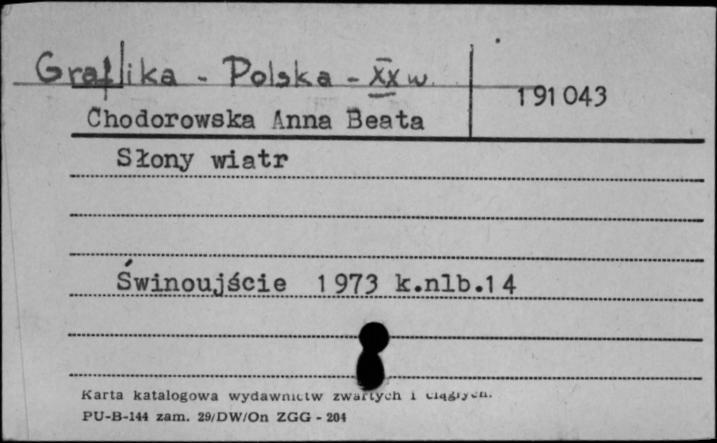 Grafika - Polska - XX w.
191043
Chodorowska Anna Beata
Słony wiatr
Świnoujście 1973 k.nlb.14
Karta katalogowa wydawnictw zwartych i ciągłych.
PU-B-144 zam. 29/DW/On ZGG - 204